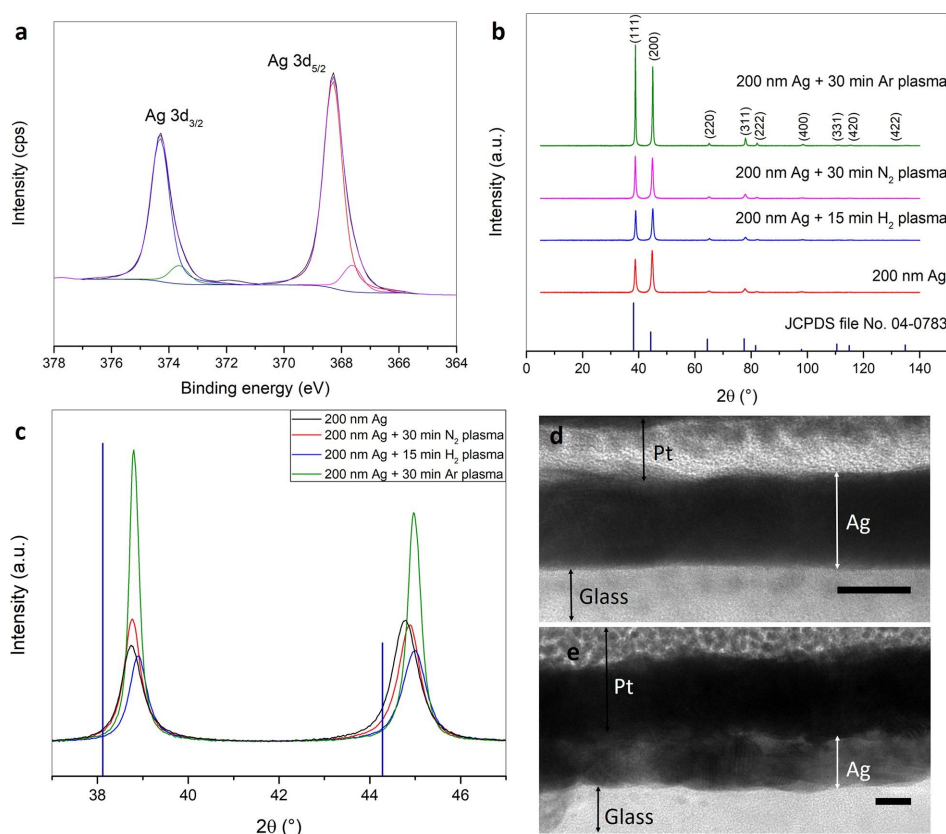 a
Ag 3d5/2
Ag 3d3/2
Intensity (cps)
378 376 374 372 370 368 366 364
Binding energy (eV)
b
(111)
(200)
200 nm Ag + 30 min Ar plasma
(220)
(311)
(222)
(400)
(331)
(420)
(422)
200 nm Ag + 30 min N2 plasma
200 nm Ag + 15 min H2 plasma
200 nm Ag
JCPDS file No. 04-0783
Intensity (a.u.)
0 20 40 60 80 100 120 140
2θ (°)
c
200 nm Ag
200 nm Ag + 30 min N2 plasma
200 nm Ag + 15 min H2 plasma
200 nm Ag + 30 min Ar plasma
Intensity (a.u.)
38 40 42 44 46
2θ (°)
d
Pt
Ag
Glass
e
Pt
Ag
Glass